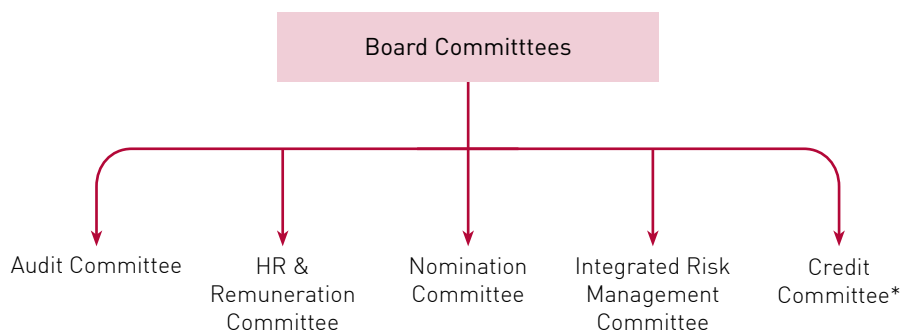 Board Committtees
Audit Committee
HR &
Remuneration
Committee
Nomination
Committee
Integrated Risk
Management
Committee
Credit
Committee*